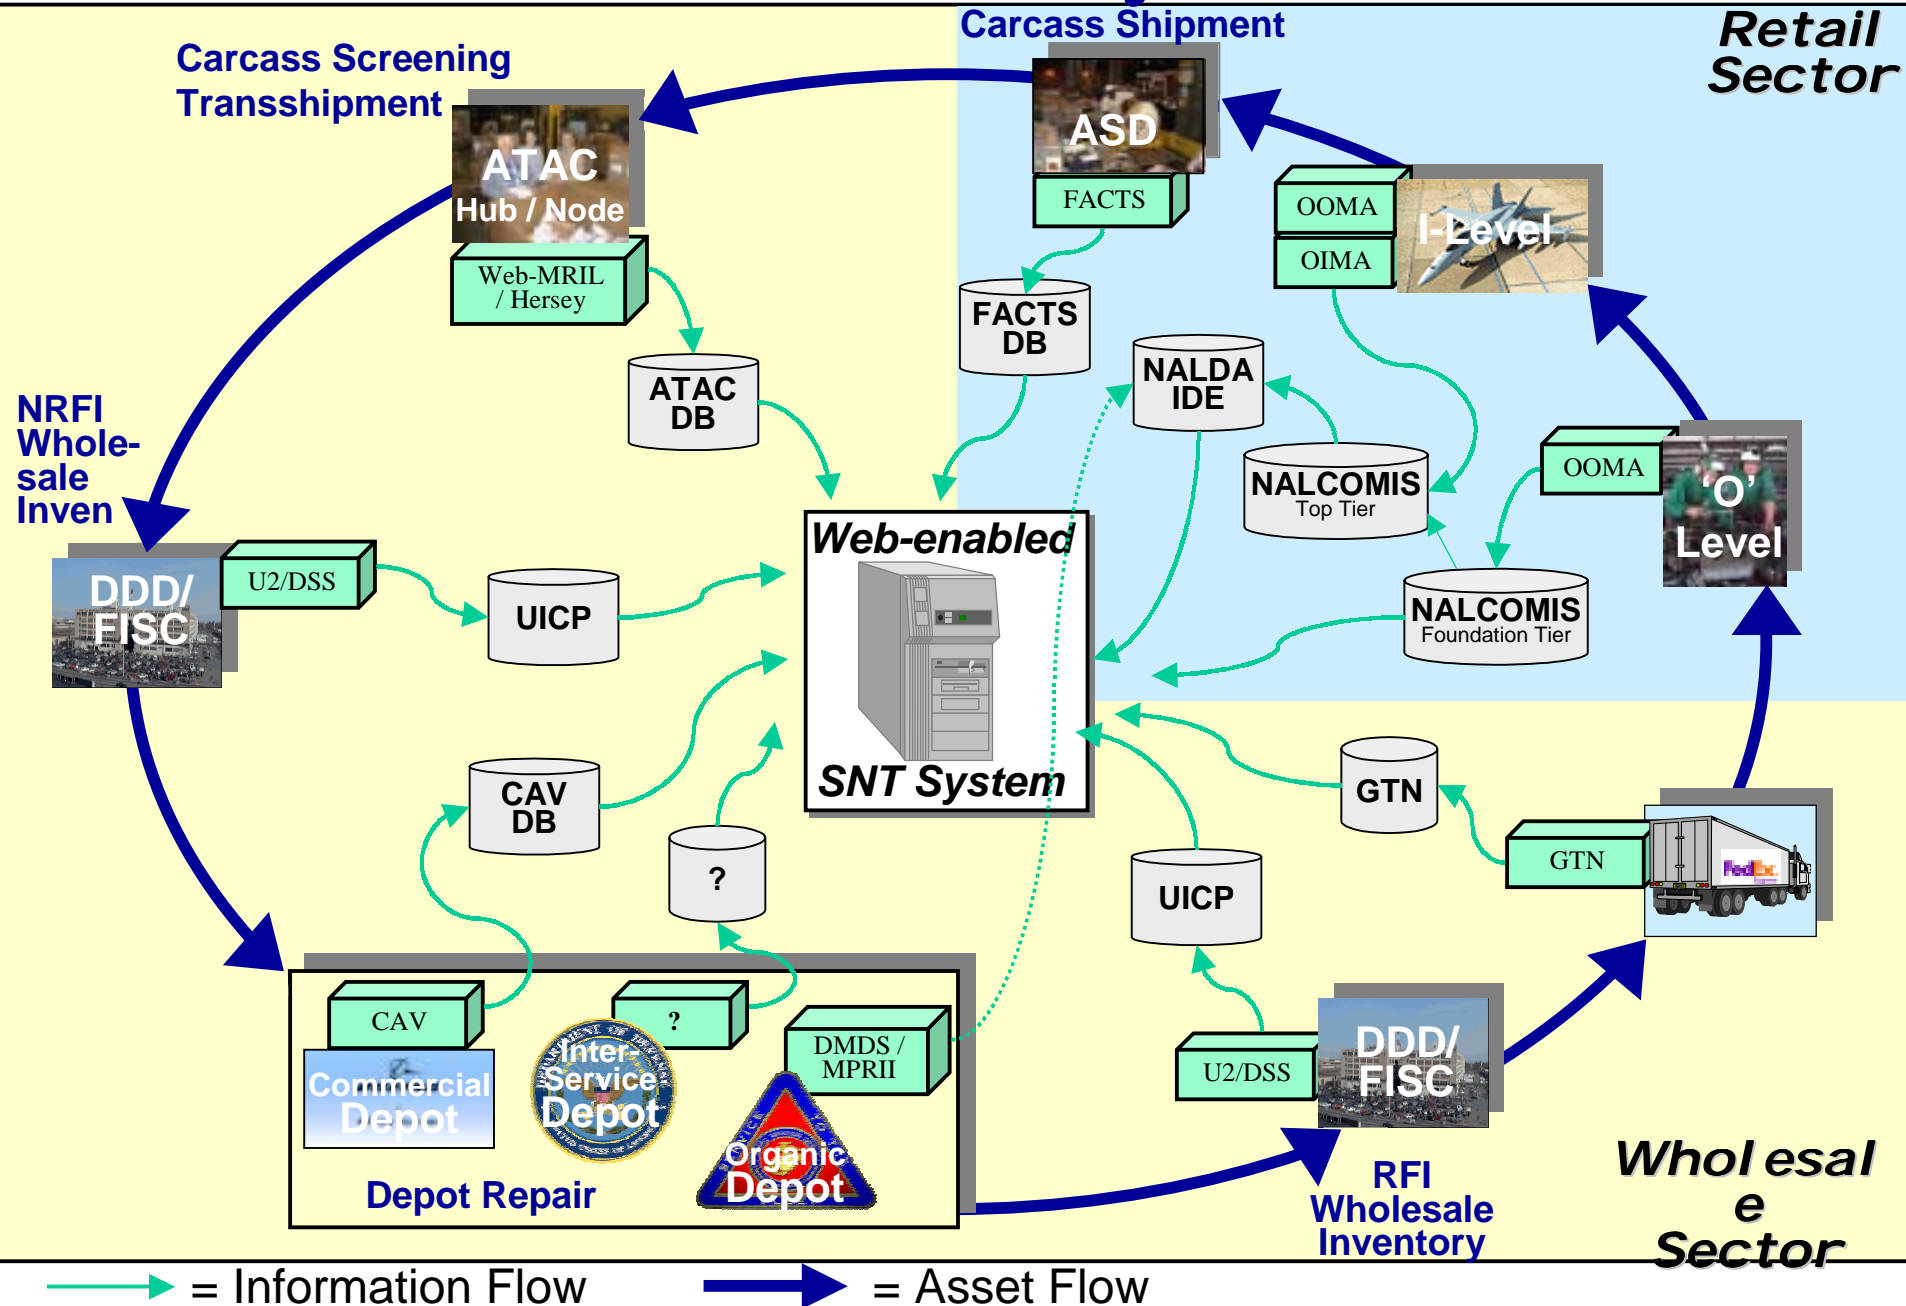 Carcass Shipment
Retail
Sector
Carcass Screening
Transshipment
ATAC
Hub / Node
Web-MRIL
/ Hersey
ATAC
DB
ASD
FACTS
FACTS
DB
OOMA
OIMA
I-Level
NALDA
IDE
NALCOMIS
Top Tier
OOMA
'O'
Level
NALCOMIS
Foundation Tier
NRFI
Whole-
sale
Inven
DDD/
FISC
U2/DSS
UICP
Web-enabled
SNT System
CAV
DB
?
GTN
GTN
FedEx
UICP
CAV
Commercial
Depot
?
Inter-
Service
Depot
DMDS /
MPRII
Organic
Depot
Depot Repair
U2/DSS
DDD/
FISC
RFI
Wholesale
Inventory
Wholesal
e
Sector
= Information Flow
= Asset Flow